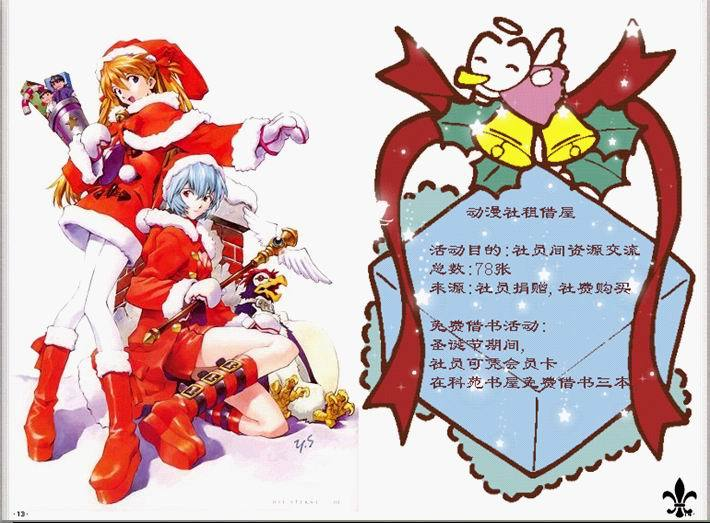 动漫社租借屋
活动目的:社员间资源交流
总数:78张
来源:社员捐赠,社费购买
免费借书活动:
圣诞节期间,
社员可凭会员卡
在科苑书屋免费借书三本
y.S
·13·